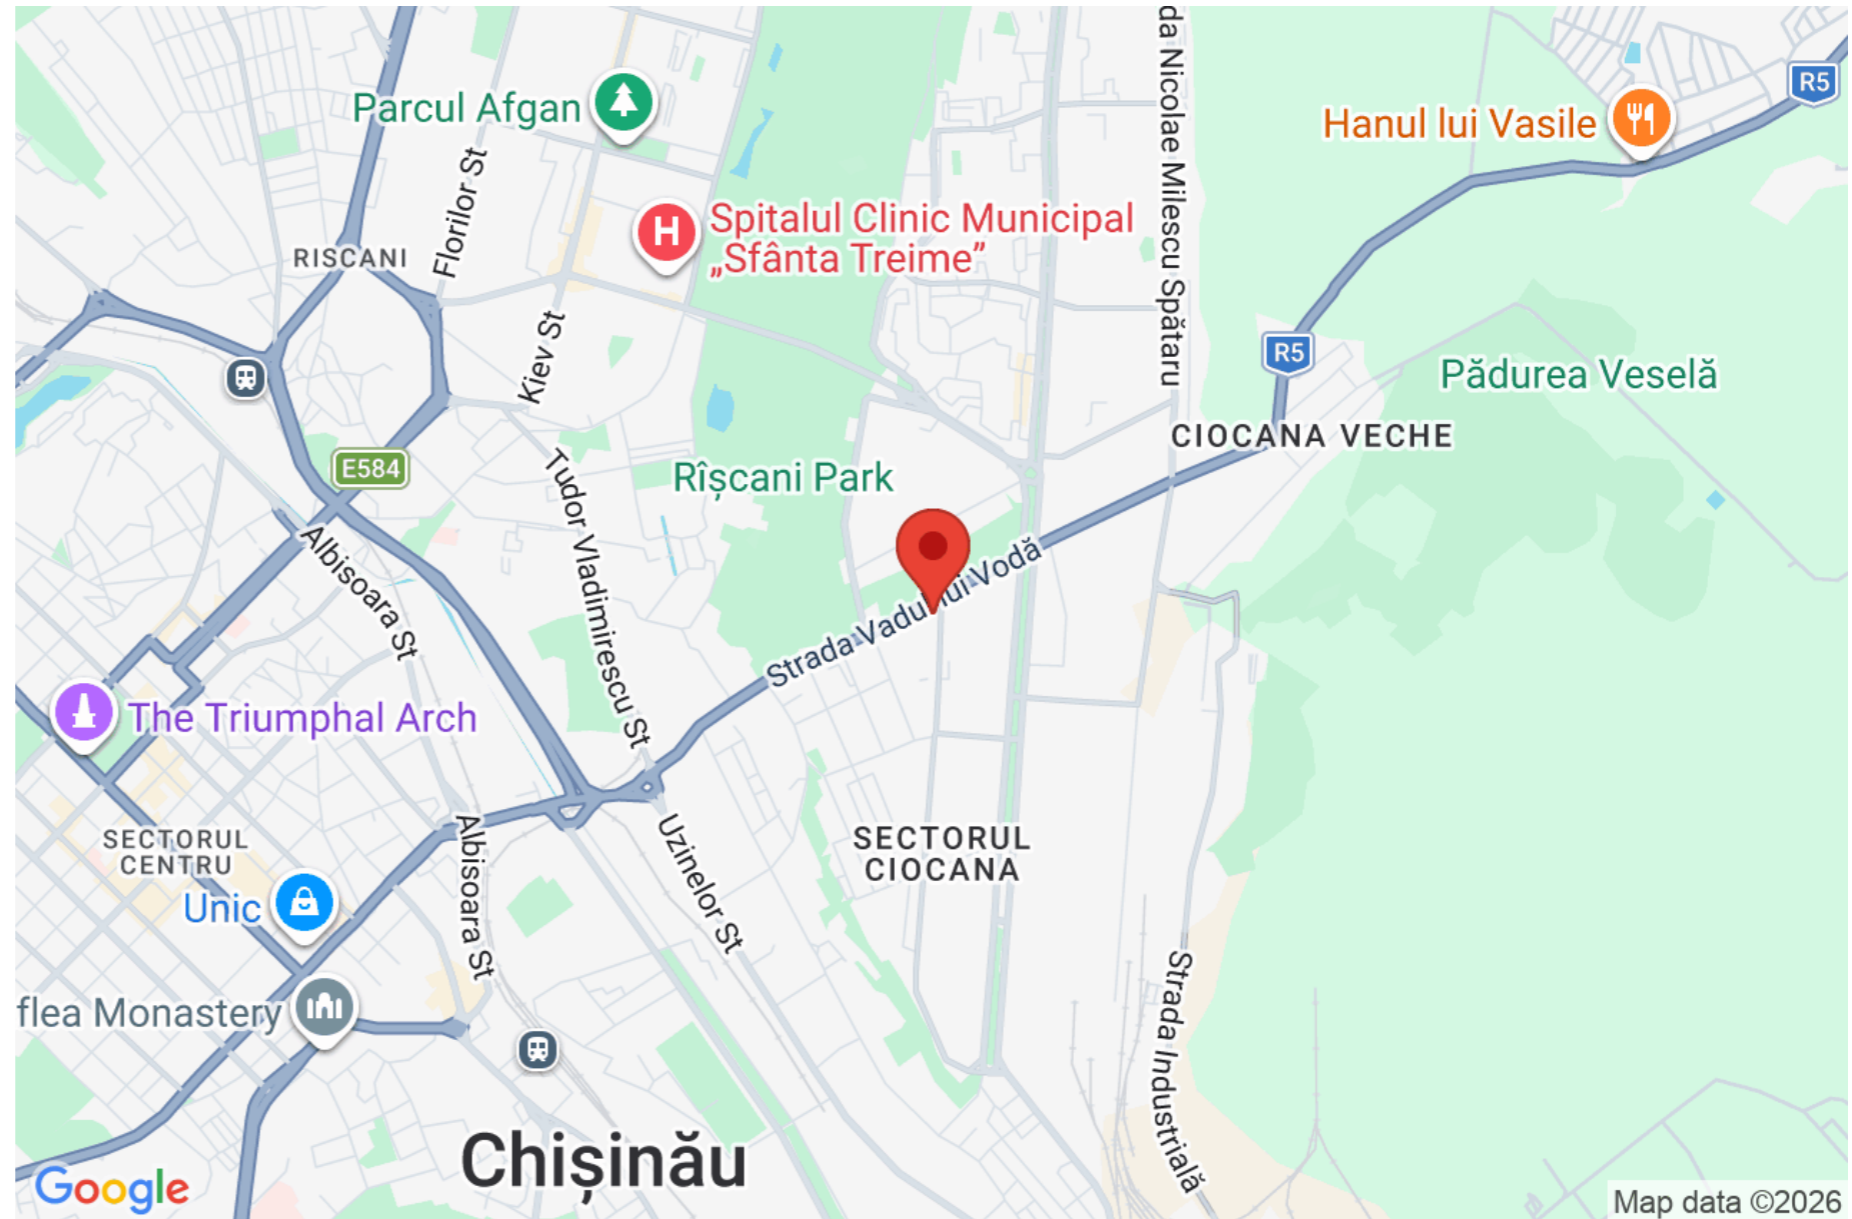 da Nicolae Milescu Spătaru
R5
Parcul Afgan
Hanul lui Vasile
Florilor St
Spitalul Clinic Municipal
„Sfânta Treime”
RISCANI
Kiev St
R5
Pădurea Veselă
CIOCANA VECHE
E584
Rîșcani Park
Tudor Vladimirescu St
Albisoara St
Strada Vadul lui Vodă
The Triumphal Arch
SECTORUL
CENTRU
Albisoara St
Uzinelor St
SECTORUL
CIOCANA
Unic
Strada Industrială
flea Monastery
Chișinău
Google
Map data ©2026